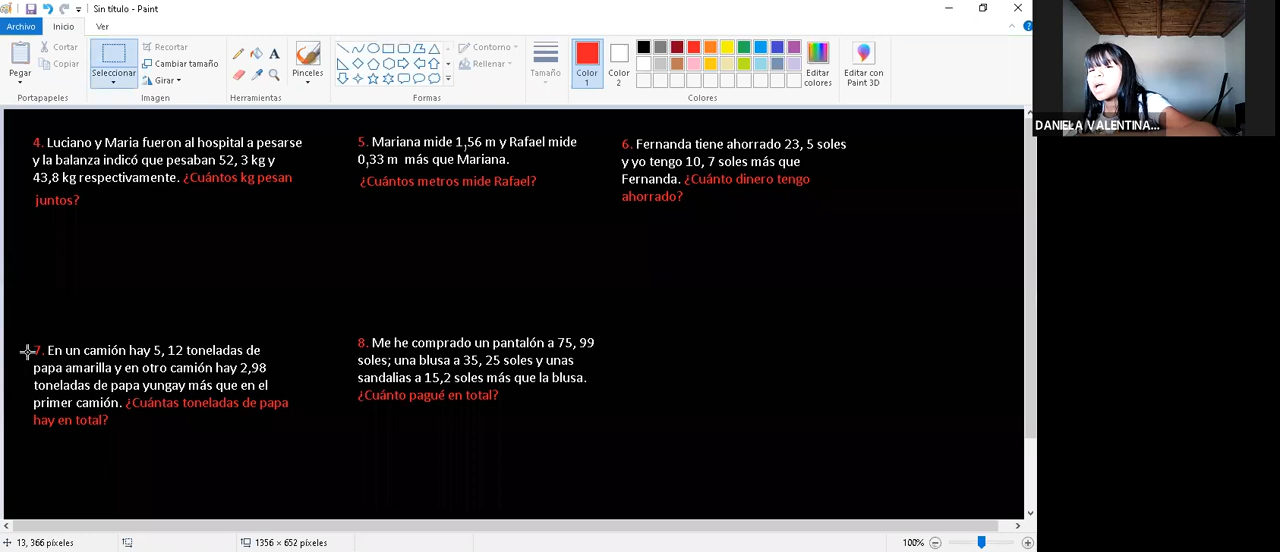 Sin título - Paint
Archivo
Inicio
Ver
Pegar
Cortar
Copiar
Portapapeles
Seleccionar
Recortar
Cambiar tamaño
Girar
Imagen
A
Herramientas
Pinceles
Contorno
Rellenar
Formas
Tamaño
Color 1
Color 2
Editar colores
Colores
Editar con Paint 3D
DANIELA VALENTINA...
4. Luciano y Maria fueron al hospital a pesarse
y la balanza indicó que pesaban 52, 3 kg y
43,8 kg respectivamente. ¿Cuántos kg pesan
juntos?
5. Mariana mide 1,56 m y Rafael mide
0,33 m más que Mariana.
¿Cuántos metros mide Rafael?
6. Fernanda tiene ahorrado 23, 5 soles
y yo tengo 10, 7 soles más que
Fernanda. ¿Cuánto dinero tengo
ahorrado?
7. En un camión hay 5, 12 toneladas de
papa amarilla y en otro camión hay 2,98
toneladas de papa yungay más que en el
primer camión. ¿Cuántas toneladas de papa
hay en total?
8. Me he comprado un pantalón a 75, 99
soles; una blusa a 35, 25 soles y unas
sandalias a 15,2 soles más que la blusa.
¿Cuánto pagué en total?
13, 366 píxeles
1356 × 652 píxeles
100%